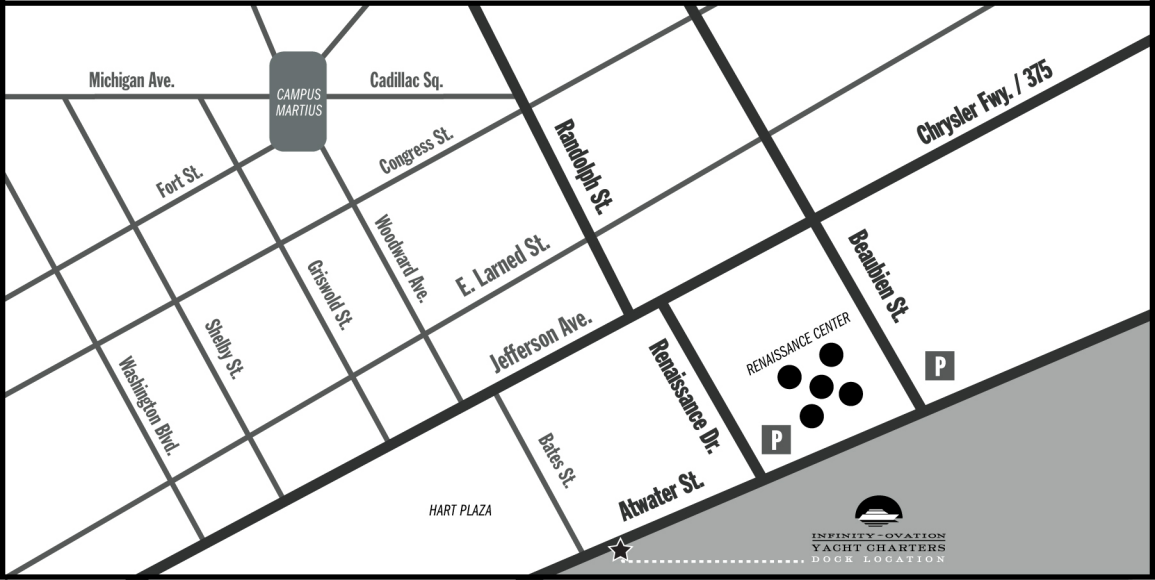 Michigan Ave.
Cadillac Sq.
CAMPUS
MARTIUS
Chrysler Fwy. / 375
Congress St.
Randolph St.
Fort St.
Woodward Ave.
E. Larned St.
Beaubien St.
Griswold St.
Shelby St.
Jefferson Ave.
RENAISSANCE CENTER
Renaissance Dr.
Washington Blvd.
P
P
Bates St.
Atwater St.
HART PLAZA
INFINITY-OVATION
YACHT CHARTERS
DOCK LOCATION